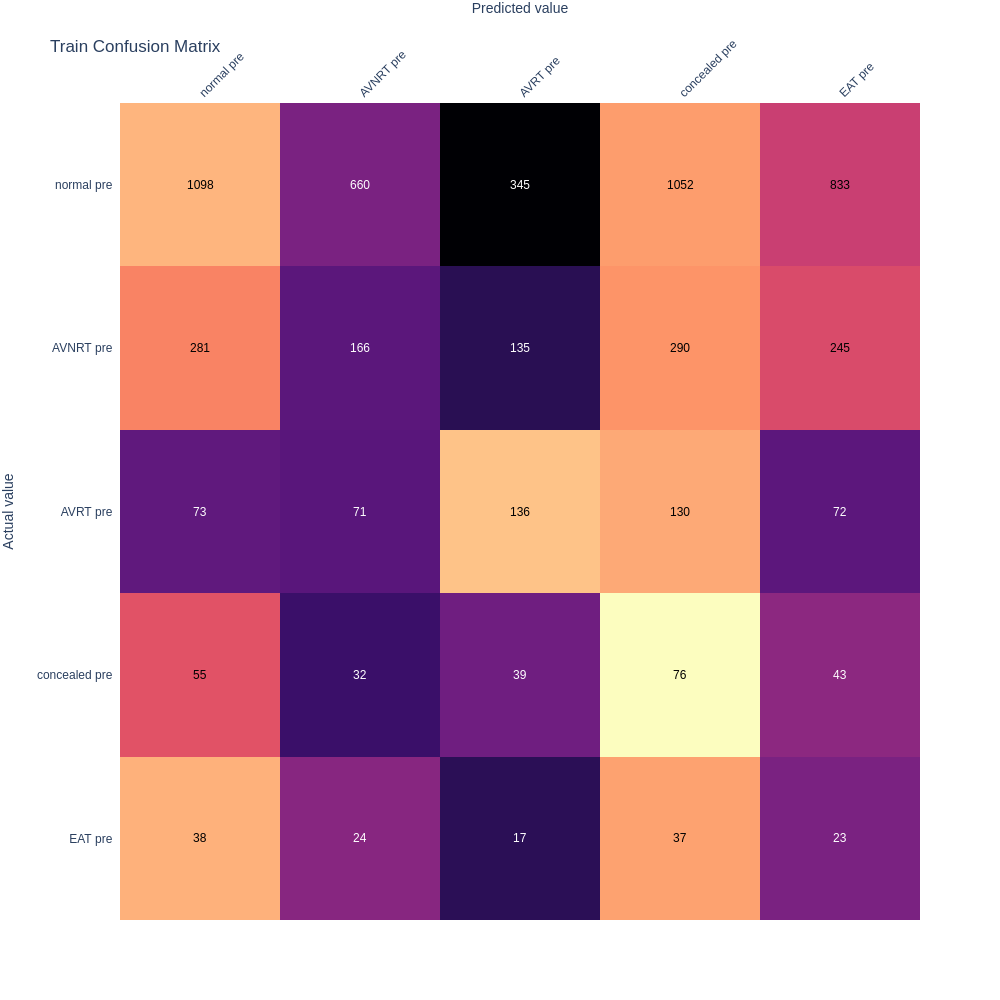 Predicted value
Train Confusion Matrix
normal pre AVNRT pre AVRT pre concealed pre EAT pre
normal pre 1098 660 345 1052 833
AVNRT pre 281 166 135 290 245
Actual value
AVRT pre 73 71 136 130 72
concealed pre 55 32 39 76 43
EAT pre 38 24 17 37 23